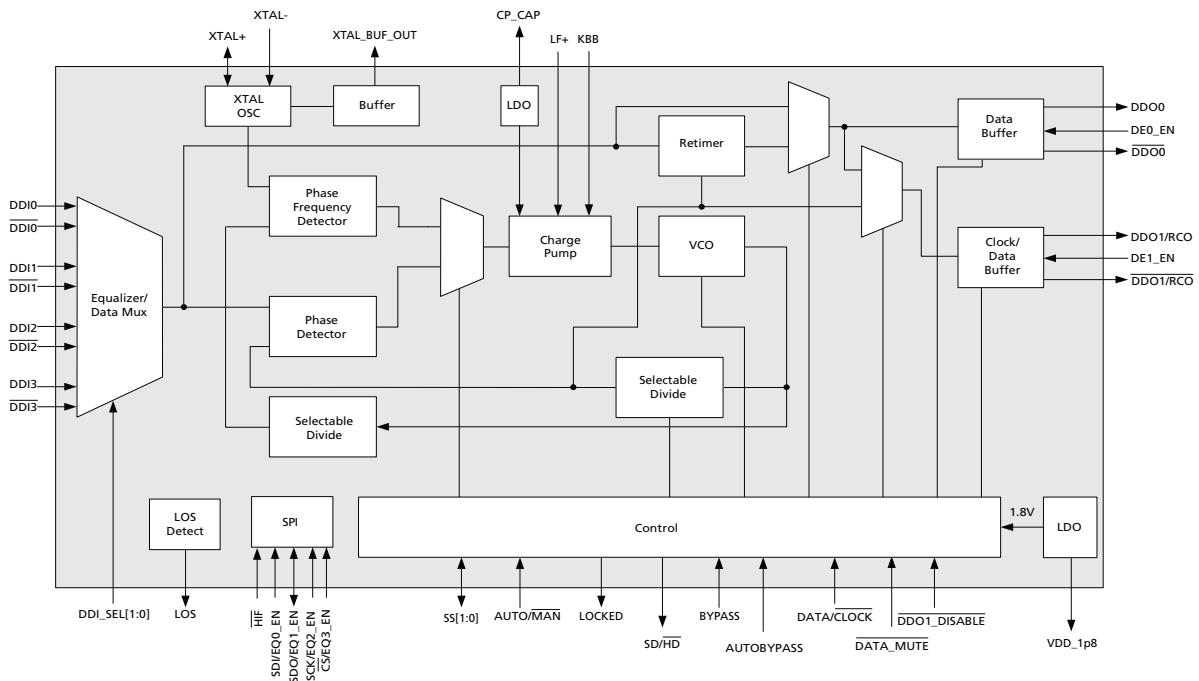 XTAL-
CP_CAP
XTAL+
XTAL_BUF_OUT
LF+
KBB
XTAL
OSC
Buffer
LDO
Data
Buffer
DDO0
DE0_EN
DDO0
Retimer
Phase
Frequency
Detector
Charge
Pump
VCO
Clock/
Data
Buffer
DDO1/RCO
DE1_EN
DDO1/RCO
DDI0
DDI0
DDI1
DDI1
DDI2
DDI2
DDI3
DDI3
Equalizer/
Data Mux
Phase
Detector
Selectable
Divide
Selectable
Divide
LOS
Detect
SPI
Control
1.8V
LDO
DDI_SEL[1:0]
LOS
HIF
SDI/EQ0_EN
SDO/EQ1_EN
SCK/EQ2_EN
CS/EQ3_EN
SS[1:0]
AUTO/MAN
LOCKED
SD/HD
BYPASS
AUTOBYPASS
DATA/CLOCK
DATA_MUTE
DDO1_DISABLE
VDD_1p8